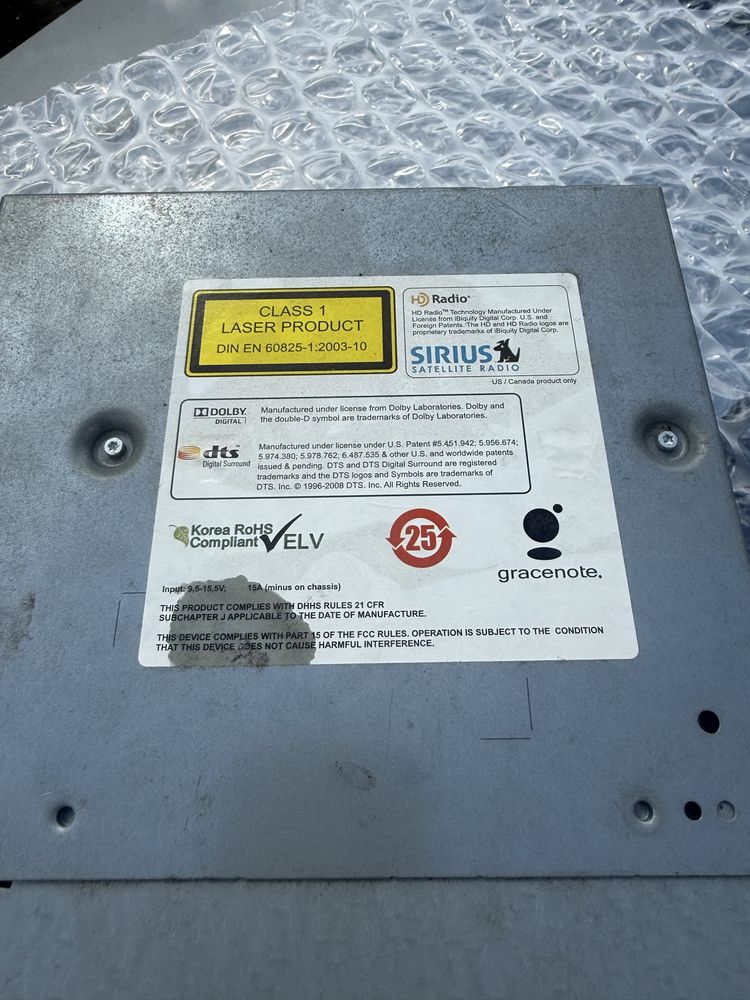 CLASS 1
LASER PRODUCT
DIN EN 60825-1:2003-10
HD Radio™
HD Radio™ Technology Manufactured Under
License from iBiquity Digital Corp. U.S. and
Foreign Patents. The HD and HD Radio logos are
proprietary trademarks of iBiquity Digital Corp.
SIRIUS
SATELLITE RADIO
US / Canada product only
DOLBY
DIGITAL
Manufactured under license from Dolby Laboratories. Dolby and
the double-D symbol are trademarks of Dolby Laboratories.
dts
Digital Surround
Manufactured under license under U.S. Patent #5.451.942; 5.956.674;
5.974.380; 5.978.762; 6.487.535 & other U.S. and worldwide patents
issued & pending. DTS and DTS Digital Surround are registered
trademarks and the DTS logos and Symbols are trademarks of
DTS. Inc. © 1996-2008 DTS. Inc. All Rights Reserved.
Korea RoHS
Compliant ELV
25
gracenote.
Input: 9,5-15,5V; 15A (minus on chassis)
THIS PRODUCT COMPLIES WITH DHHS RULES 21 CFR
SUBCHAPTER J APPLICABLE TO THE DATE OF MANUFACTURE.
THIS DEVICE COMPLIES WITH PART 15 OF THE FCC RULES. OPERATION IS SUBJECT TO THE CONDITION
THAT THIS DEVICE DOES NOT CAUSE HARMFUL INTERFERENCE.